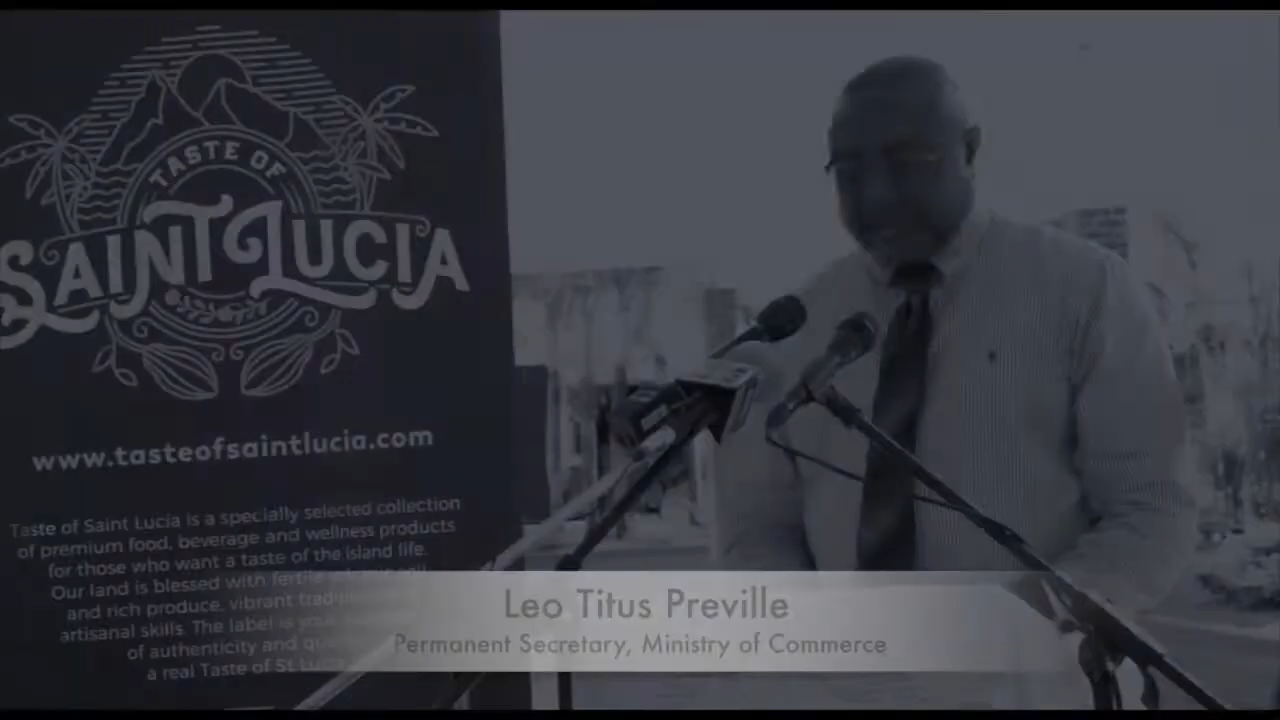 TASTE OF
SAINT LUCIA
www.tasteofsaintlucia.com
Taste of Saint Lucia is a specially selected collection
of premium food, beverage and wellness products
for those who want a taste of the island life.
Our land is blessed with fertile
and rich produce, vibrant
artisanal skills. The label is your
of authenticity and
a real Taste of St Lucia
Leo Titus Preville
Permanent Secretary, Ministry of Commerce